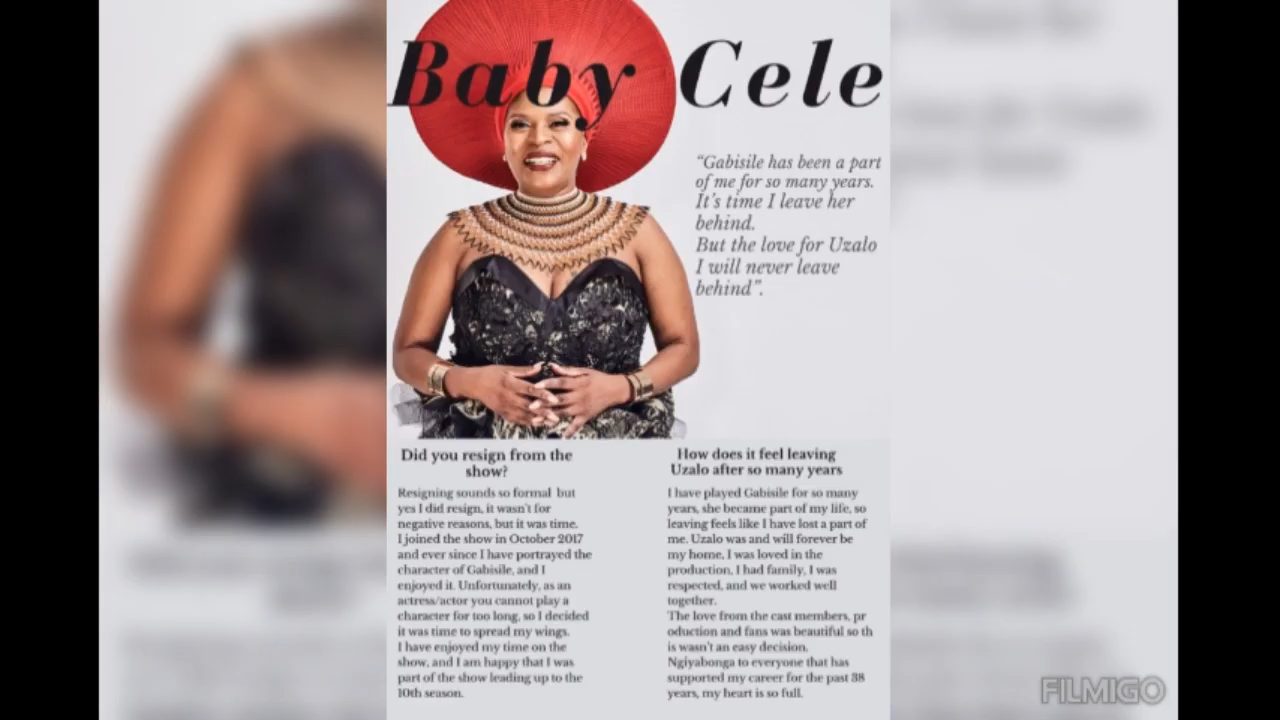 Baby Cele
“Gabisile has been a part
of me for so many years.
It's time I leave her
behind.
But the love for Uzalo
I will never leave
behind”.
Did you resign from the
show?
Resigning sounds so formal but
yes I did resign, it wasn't for
negative reasons, but it was time.
I joined the show in October 2017
and ever since I have portrayed the
character of Gabisile, and I
enjoyed it. Unfortunately, as an
actress/actor you cannot play a
character for too long, so I decided
it was time to spread my wings.
I have enjoyed my time on the
show, and I am happy that I was
part of the show leading up to the
10th season.
How does it feel leaving
Uzalo after so many years
I have played Gabisile for so many
years, she became part of my life, so
leaving feels like I have lost a part of
me. Uzalo was and will forever be
my home, I was loved in the
production, I had family, I was
respected, and we worked well
together.
The love from the cast members, pr
oduction and fans was beautiful so th
is wasn't an easy decision.
Ngiyabonga to everyone that has
supported my career for the past 38
years, my heart is so full.
FILMIGO